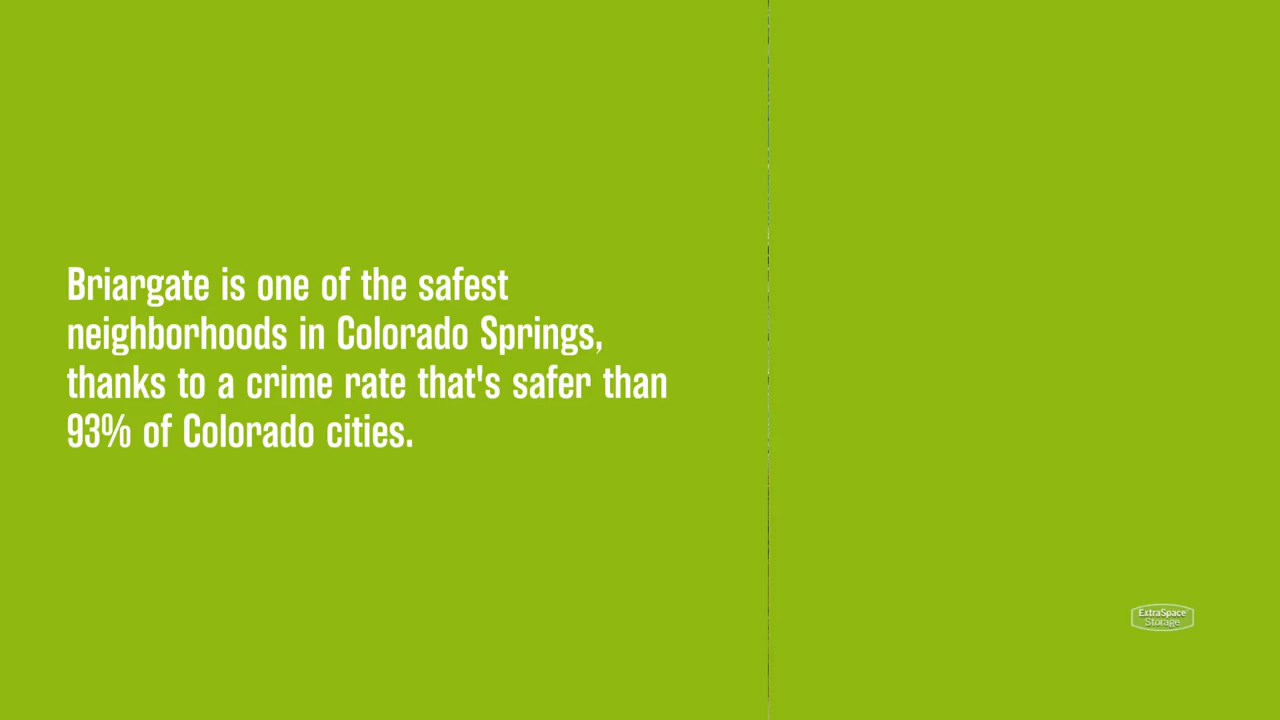 Briargate is one of the safest
neighborhoods in Colorado Springs,
thanks to a crime rate that's safer than
93% of Colorado cities.
ExtraSpace
Storage